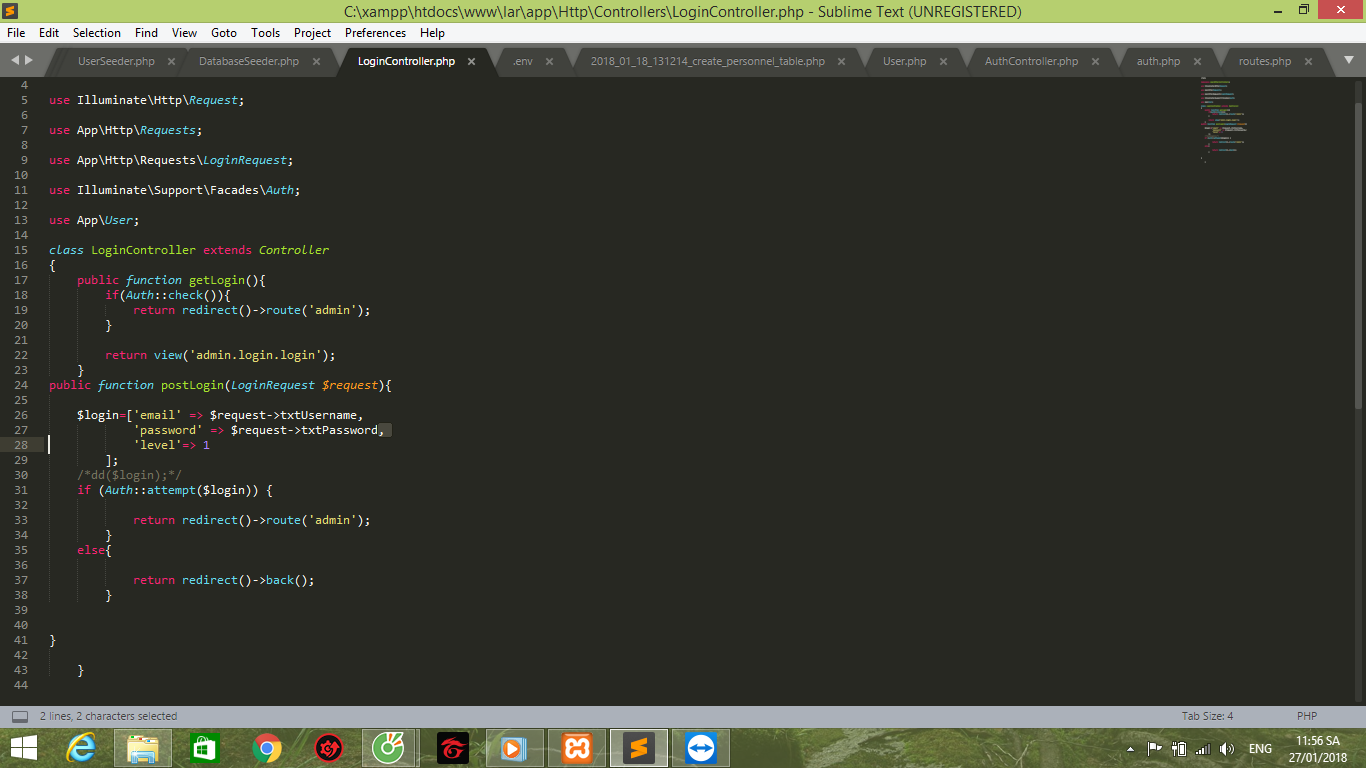 C:\xampp\htdocs\www\lar\app\Http\Controllers\LoginController.php - Sublime Text (UNREGISTERED)
File Edit Selection Find View Goto Tools Project Preferences Help
UserSeeder.php DatabaseSeeder.php LoginController.php .env 2018_01_18_131214_create_personnel_table.php User.php AuthController.php auth.php routes.php
4
5 use Illuminate\Http\Request;
6
7 use App\Http\Requests;
8
9 use App\Http\Requests\LoginRequest;
10
11 use Illuminate\Support\Facades\Auth;
12
13 use App\User;
14
15 class LoginController extends Controller
16 {
17 public function getLogin(){
18 if(Auth::check()){
19 return redirect()->route('admin');
20 }
21
22 return view('admin.login.login');
23 }
24 public function postLogin(LoginRequest $request){
25
26 $login=['email' => $request->txtUsername,
27 'password' => $request->txtPassword,
28 'level'=> 1
29 ];
30 /*dd($login);*/
31 if (Auth::attempt($login)) {
32
33 return redirect()->route('admin');
34 }
35 else{
36
37 return redirect()->back();
38 }
39
40
41 }
42
43 }
44
2 lines, 2 characters selected Tab Size: 4 PHP
ENG 11:56 SA
27/01/2018